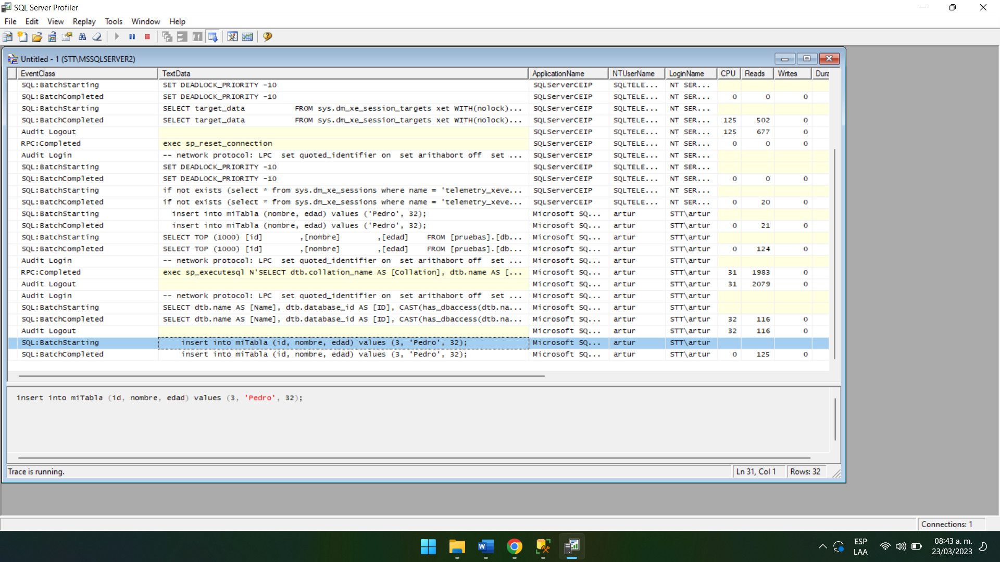 SQL Server Profiler
File Edit View Replay Tools Window Help
Untitled - 1 (STT\MSSQLSERVER2)
EventClass TextData ApplicationName NTUserName LoginName CPU Reads Writes Dura
SQL:BatchStarting SET DEADLOCK_PRIORITY -10 SQLServerCEIP SQLTELE... NT SER...
SQL:BatchCompleted SET DEADLOCK_PRIORITY -10 SQLServerCEIP SQLTELE... NT SER... 0 0 0
SQL:BatchStarting SELECT target_data FROM sys.dm_xe_session_targets xet WITH(nolock)... SQLServerCEIP SQLTELE... NT SER...
SQL:BatchCompleted SELECT target_data FROM sys.dm_xe_session_targets xet WITH(nolock)... SQLServerCEIP SQLTELE... NT SER... 125 502 0
Audit Logout SQLServerCEIP SQLTELE... NT SER... 125 677 0
RPC:Completed exec sp_reset_connection SQLServerCEIP SQLTELE... NT SER... 0 0 0
Audit Login -- network protocol: LPC set quoted_identifier on set arithabort off set ... SQLServerCEIP SQLTELE... NT SER...
SQL:BatchStarting SET DEADLOCK_PRIORITY -10 SQLServerCEIP SQLTELE... NT SER...
SQL:BatchCompleted SET DEADLOCK_PRIORITY -10 SQLServerCEIP SQLTELE... NT SER... 0 0 0
SQL:BatchStarting if not exists (select * from sys.dm_xe_sessions where name = 'telemetry_xeve... SQLServerCEIP SQLTELE... NT SER...
SQL:BatchCompleted if not exists (select * from sys.dm_xe_sessions where name = 'telemetry_xeve... SQLServerCEIP SQLTELE... NT SER... 0 20 0
SQL:BatchStarting insert into miTabla (nombre, edad) values ('Pedro', 32); Microsoft SQ... artur STT\artur
SQL:BatchCompleted insert into miTabla (nombre, edad) values ('Pedro', 32); Microsoft SQ... artur STT\artur 0 21 0
SQL:BatchStarting SELECT TOP (1000) [id] ,[nombre] ,[edad] FROM [pruebas].[db... Microsoft SQ... artur STT\artur
SQL:BatchCompleted SELECT TOP (1000) [id] ,[nombre] ,[edad] FROM [pruebas].[db... Microsoft SQ... artur STT\artur 0 124 0
Audit Login -- network protocol: LPC set quoted_identifier on set arithabort off set ... Microsoft SQ... artur STT\artur
RPC:Completed exec sp_executesql N'SELECT dtb.collation_name AS [Collation], dtb.name AS [... Microsoft SQ... artur STT\artur 31 1983 0
Audit Logout Microsoft SQ... artur STT\artur 31 2079 0
Audit Login -- network protocol: LPC set quoted_identifier on set arithabort off set ... Microsoft SQ... artur STT\artur
SQL:BatchStarting SELECT dtb.name AS [Name], dtb.database_id AS [ID], CAST(has_dbaccess(dtb.na... Microsoft SQ... artur STT\artur
SQL:BatchCompleted SELECT dtb.name AS [Name], dtb.database_id AS [ID], CAST(has_dbaccess(dtb.na... Microsoft SQ... artur STT\artur 32 116 0
Audit Logout Microsoft SQ... artur STT\artur 32 116 0
SQL:BatchStarting insert into miTabla (id, nombre, edad) values (3, 'Pedro', 32); Microsoft SQ... artur STT\artur
SQL:BatchCompleted insert into miTabla (id, nombre, edad) values (3, 'Pedro', 32); Microsoft SQ... artur STT\artur 0 125 0
insert into miTabla (id, nombre, edad) values (3, 'Pedro', 32);
Trace is running. Ln 31, Col 1 Rows: 32
Connections: 1
ESP 08:43 a. m.
LAA 23/03/2023